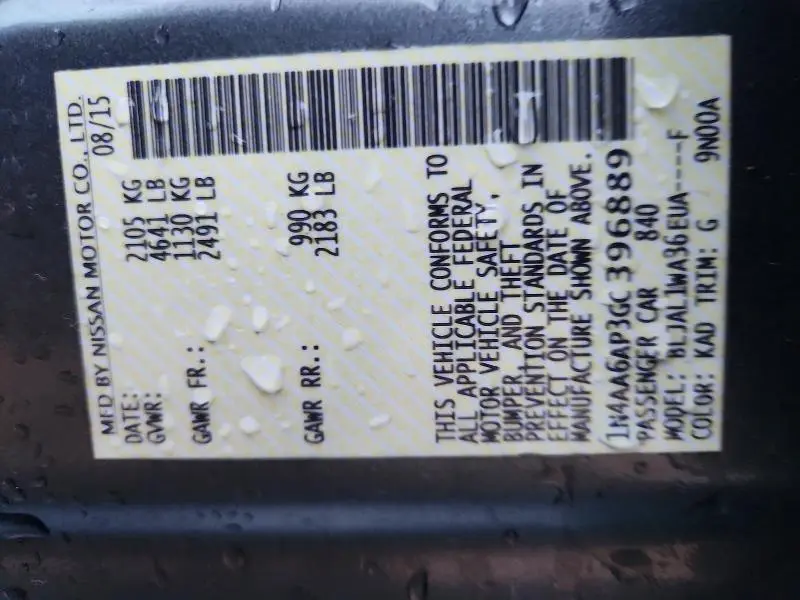 MFD BY NISSAN MOTOR CO., LTD.
DATE: 08/15
GVWR: 2105 KG
4641 LB
GAWR FR.: 1130 KG
2491 LB
GAWR RR.: 990 KG
2183 LB
THIS VEHICLE CONFORMS TO
ALL APPLICABLE FEDERAL
MOTOR VEHICLE SAFETY,
BUMPER, AND THEFT
PREVENTION STANDARDS IN
EFFECT ON THE DATE OF
MANUFACTURE SHOWN ABOVE.
1N4AA6AP3GC396889
PASSENGER CAR 840
MODEL: BLJAL1WA36EUA----F
COLOR: KAD TRIM: G 9N00A